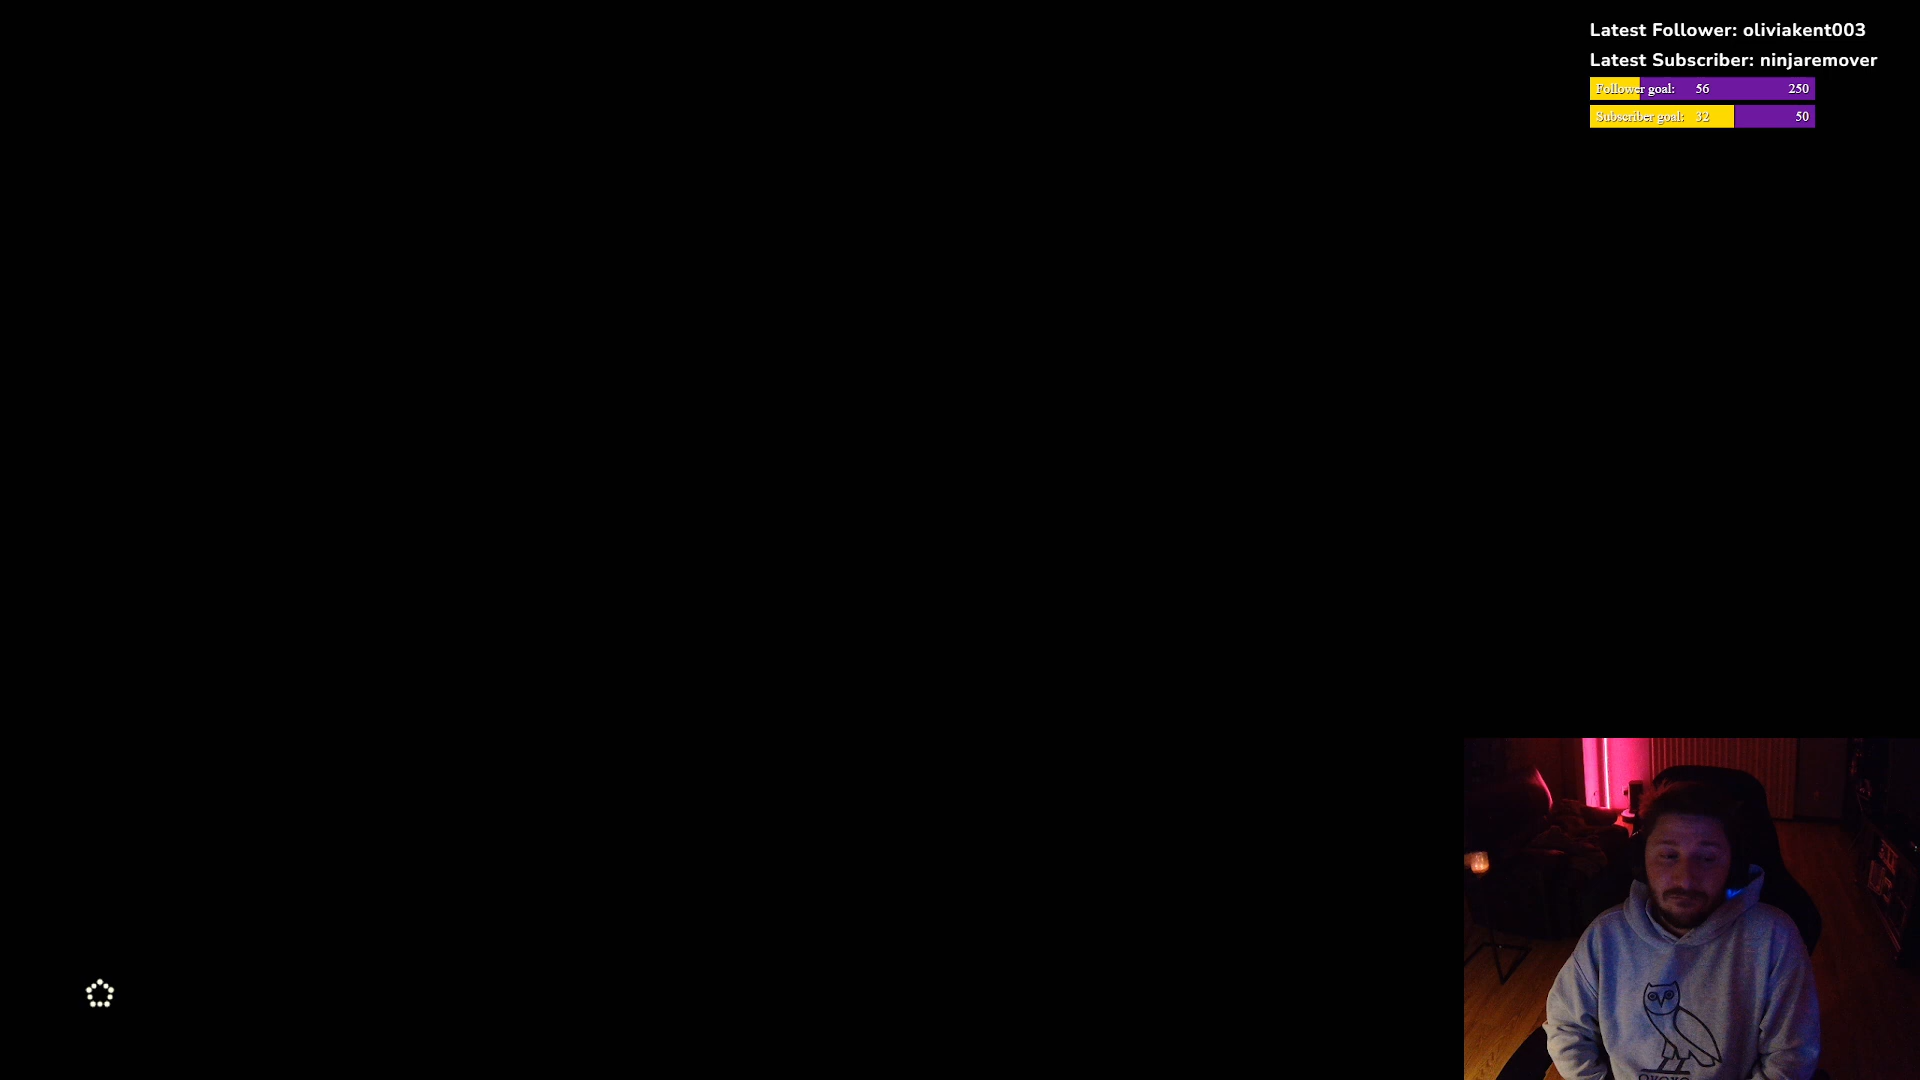 Latest Follower: oliviakent003
Latest Subscriber: ninjaremover
Follower goal: 56 250
Subscriber goal: 32 50